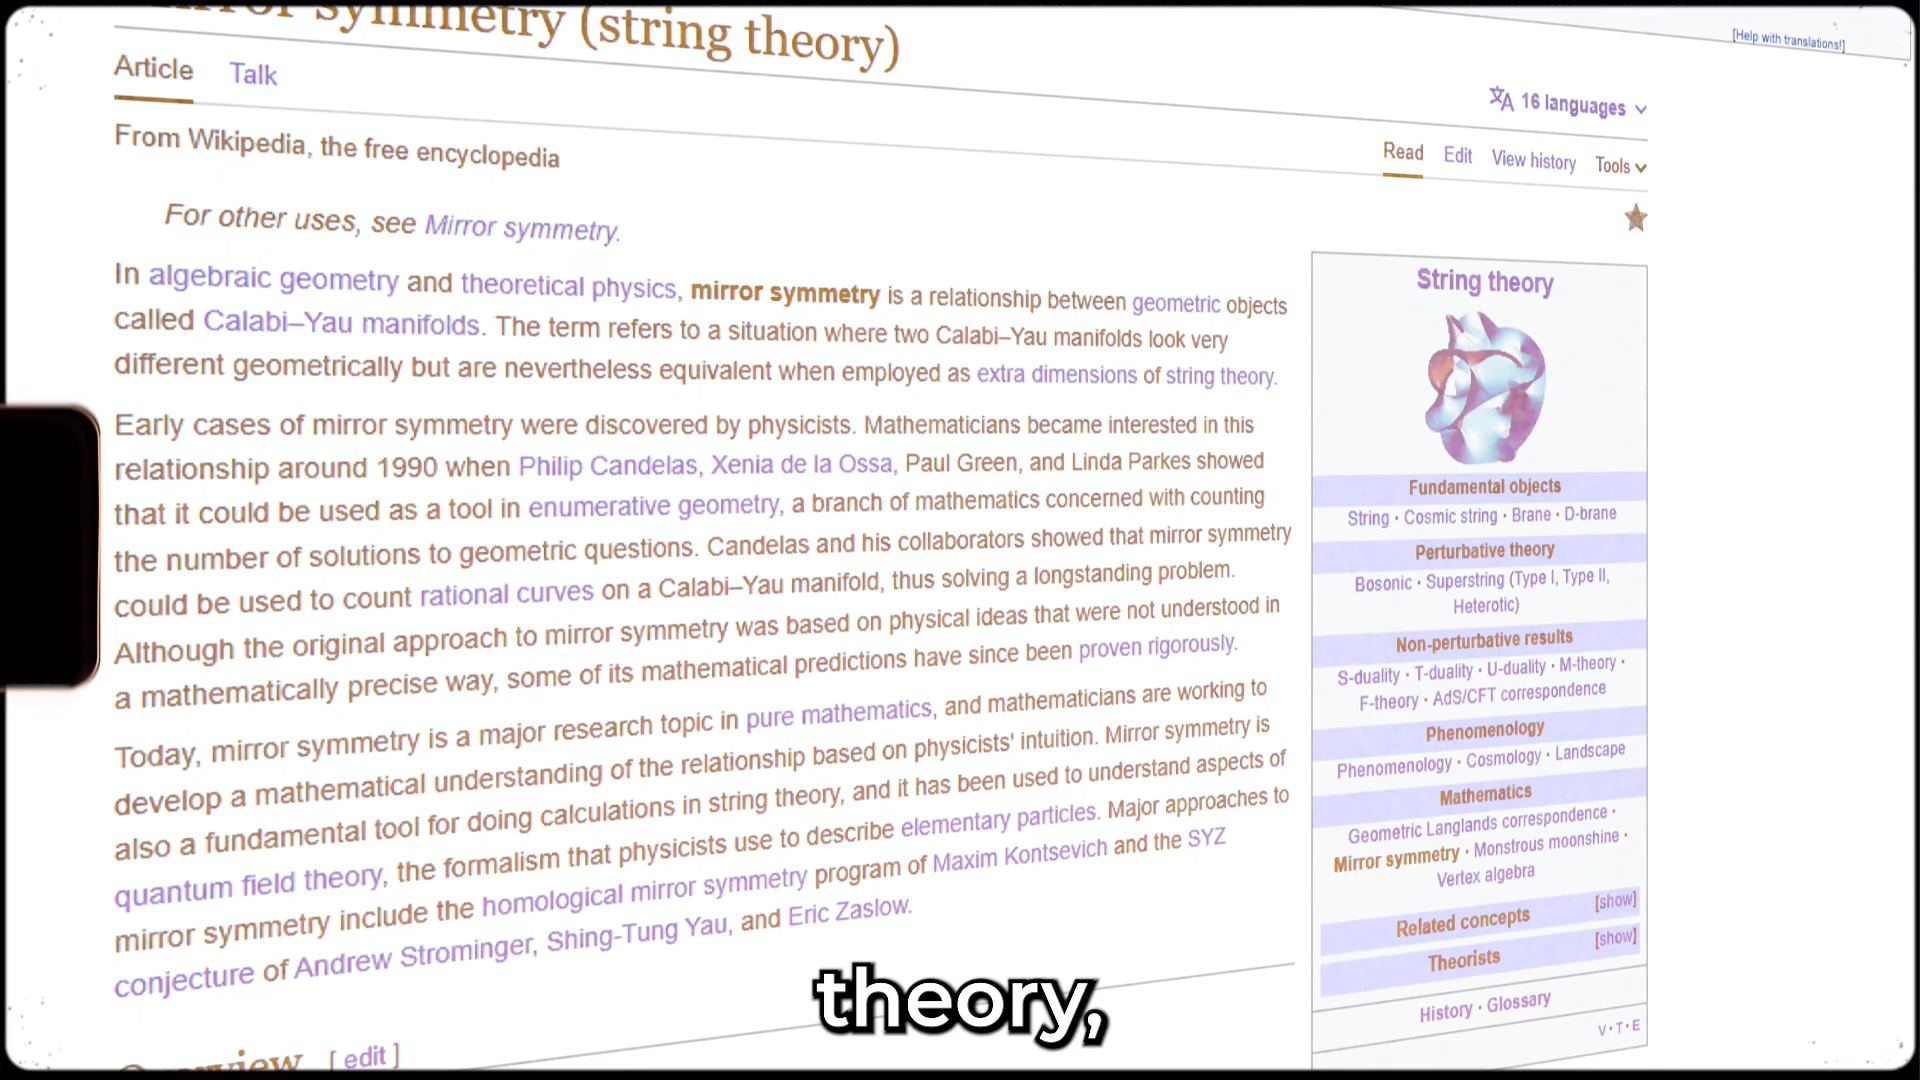 mirror symmetry (string theory)
[Help with translations!]
Article Talk
16 languages
From Wikipedia, the free encyclopedia
Read Edit View history Tools
For other uses, see Mirror symmetry.
In algebraic geometry and theoretical physics, mirror symmetry is a relationship between geometric objects
called Calabi–Yau manifolds. The term refers to a situation where two Calabi–Yau manifolds look very
different geometrically but are nevertheless equivalent when employed as extra dimensions of string theory.
Early cases of mirror symmetry were discovered by physicists. Mathematicians became interested in this
relationship around 1990 when Philip Candelas, Xenia de la Ossa, Paul Green, and Linda Parkes showed
that it could be used as a tool in enumerative geometry, a branch of mathematics concerned with counting
the number of solutions to geometric questions. Candelas and his collaborators showed that mirror symmetry
could be used to count rational curves on a Calabi–Yau manifold, thus solving a longstanding problem.
Although the original approach to mirror symmetry was based on physical ideas that were not understood in
a mathematically precise way, some of its mathematical predictions have since been proven rigorously.
Today, mirror symmetry is a major research topic in pure mathematics, and mathematicians are working to
develop a mathematical understanding of the relationship based on physicists' intuition. Mirror symmetry is
also a fundamental tool for doing calculations in string theory, and it has been used to understand aspects of
quantum field theory, the formalism that physicists use to describe elementary particles. Major approaches to
mirror symmetry include the homological mirror symmetry program of Maxim Kontsevich and the SYZ
conjecture of Andrew Strominger, Shing-Tung Yau, and Eric Zaslow.
Overview [ edit ]
String theory
Fundamental objects
String · Cosmic string · Brane · D-brane
Perturbative theory
Bosonic · Superstring (Type I, Type II,
Heterotic)
Non-perturbative results
S-duality · T-duality · U-duality · M-theory ·
F-theory · AdS/CFT correspondence
Phenomenology
Phenomenology · Cosmology · Landscape
Mathematics
Geometric Langlands correspondence ·
Mirror symmetry · Monstrous moonshine ·
Vertex algebra
Related concepts [show]
Theorists [show]
History · Glossary
V · T · E
theory,